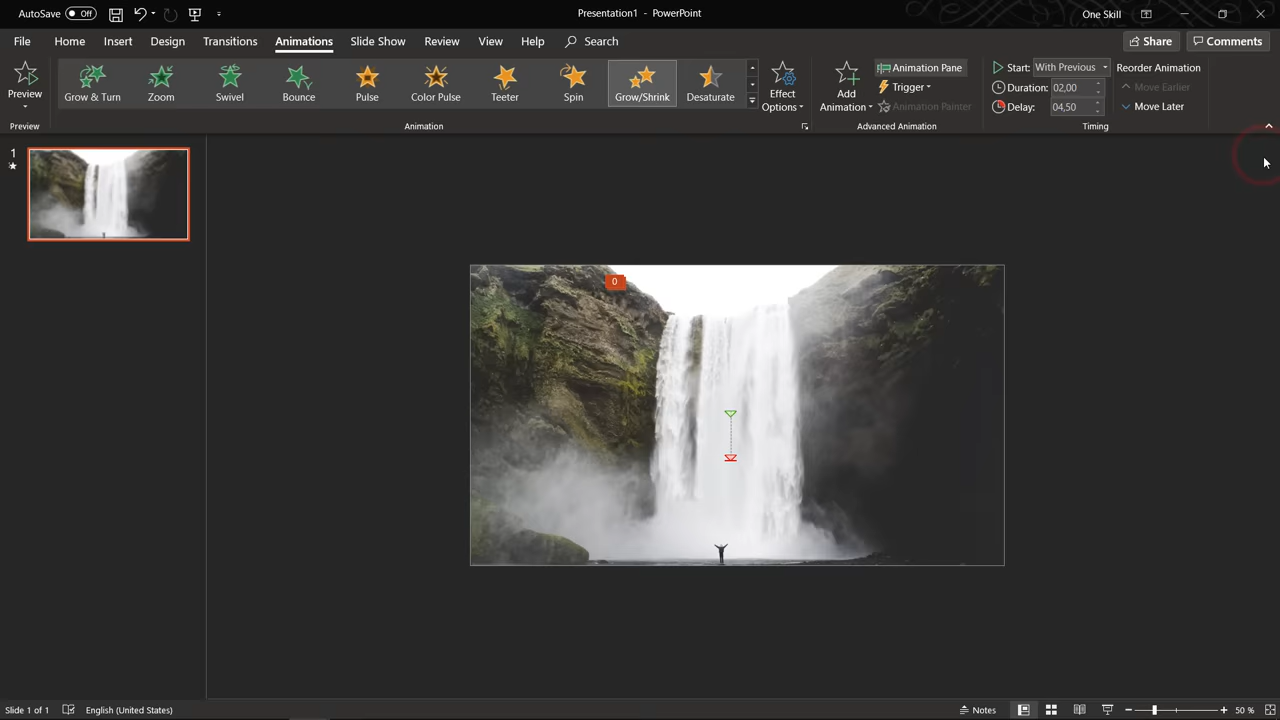 AutoSave Off Presentation1 - PowerPoint One Skill
File Home Insert Design Transitions Animations Slide Show Review View Help Search Share Comments
Preview
Grow & Turn Zoom Swivel Bounce Pulse Color Pulse Teeter Spin Grow/Shrink Desaturate
Effect
Options
Add
Animation
Animation Pane
Trigger
Animation Painter
Start: With Previous
Duration: 02,00
Delay: 04,50
Reorder Animation
Move Earlier
Move Later
Preview Animation Advanced Animation Timing
1
0
Slide 1 of 1 English (United States) Notes 50 %